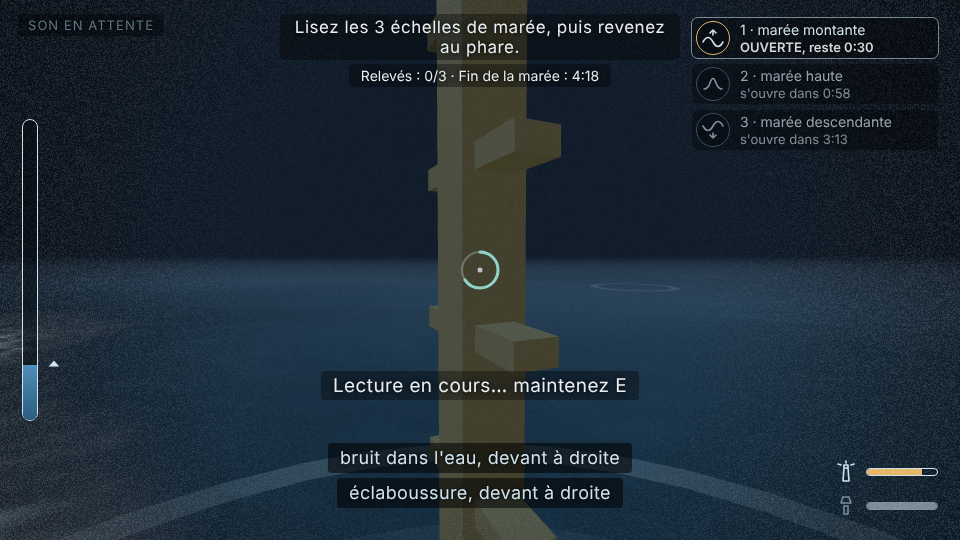 SON EN ATTENTE
Lisez les 3 échelles de marée, puis revenez
au phare.
Relevés : 0/3 · Fin de la marée : 4:18
1 · marée montante
OUVERTE, reste 0:30
2 · marée haute
s'ouvre dans 0:58
3 · marée descendante
s'ouvre dans 3:13
Lecture en cours... maintenez E
bruit dans l'eau, devant à droite
éclaboussure, devant à droite